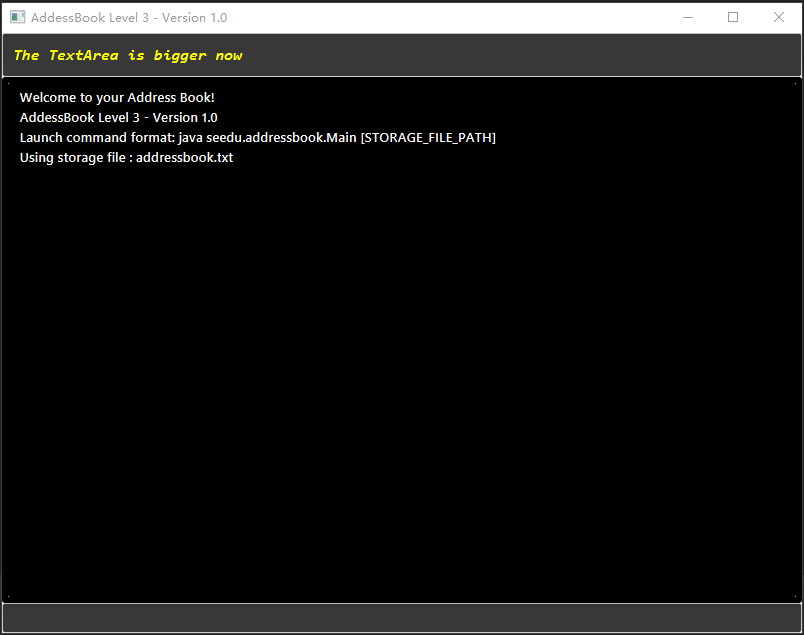 AddessBook Level 3 - Version 1.0
The TextArea is bigger now
Welcome to your Address Book!
AddessBook Level 3 - Version 1.0
Launch command format: java seedu.addressbook.Main [STORAGE_FILE_PATH]
Using storage file : addressbook.txt